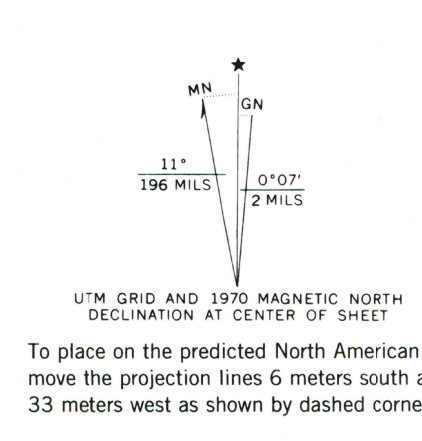 MN
GN
11°
196 MILS
0°07'
2 MILS
UTM GRID AND 1970 MAGNETIC NORTH
DECLINATION AT CENTER OF SHEET
To place on the predicted North American
move the projection lines 6 meters south
33 meters west as shown by dashed